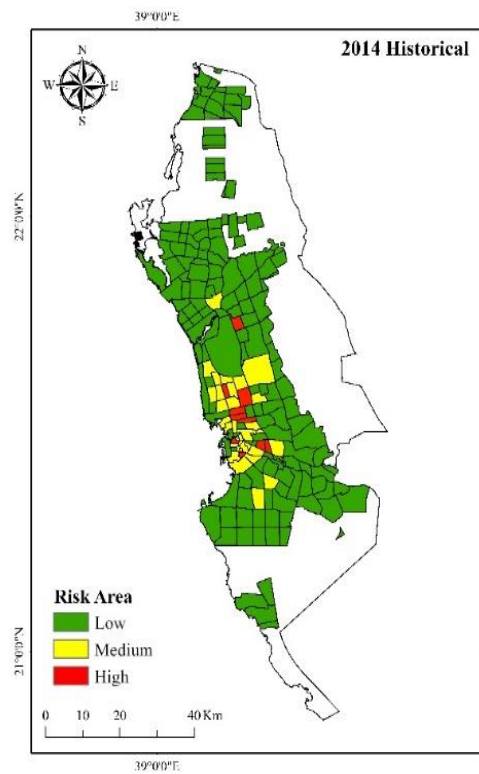 39°0'0"E
2014 Historical
N
W
E
S
22°0'0"N
21°0'0"N
Risk Area
Low
Medium
High
0 10 20 40 Km
39°0'0"E